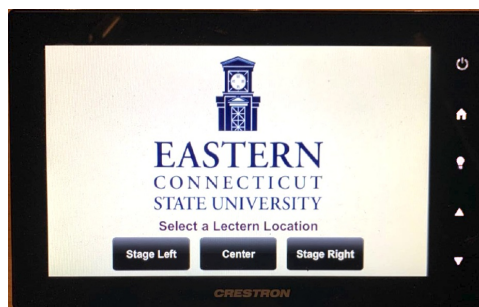 EASTERN
CONNECTICUT
STATE UNIVERSITY
Select a Lectern Location
Stage Left Center Stage Right
CRESTRON